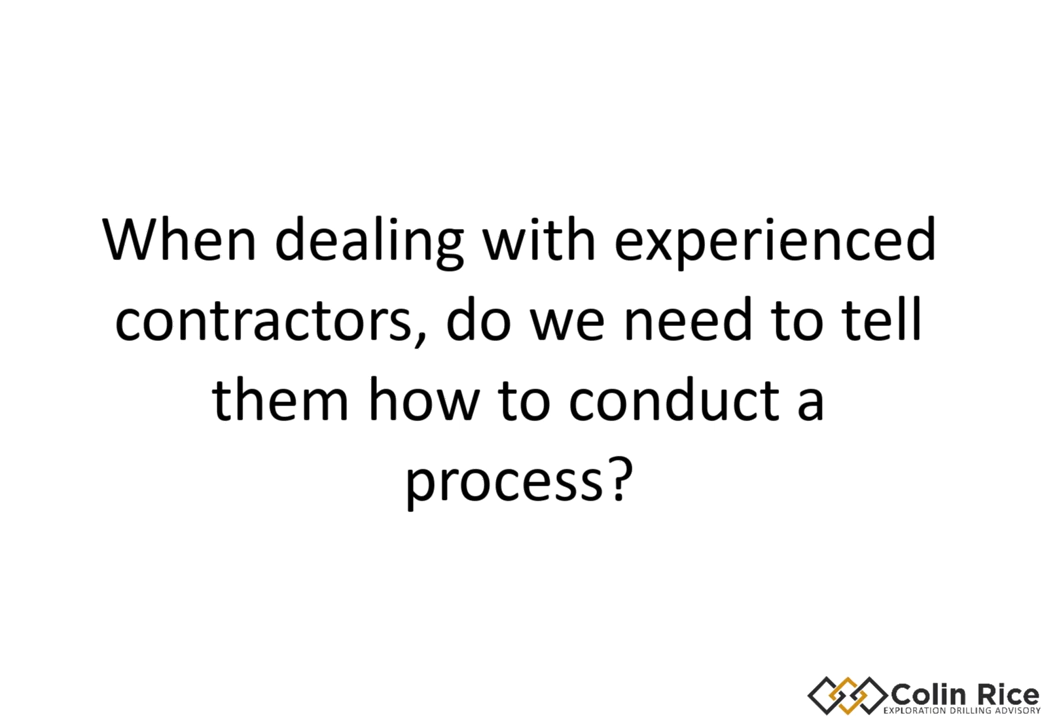 When dealing with experienced
contractors, do we need to tell
them how to conduct a
process?
Colin Rice
EXPLORATION DRILLING ADVISORY